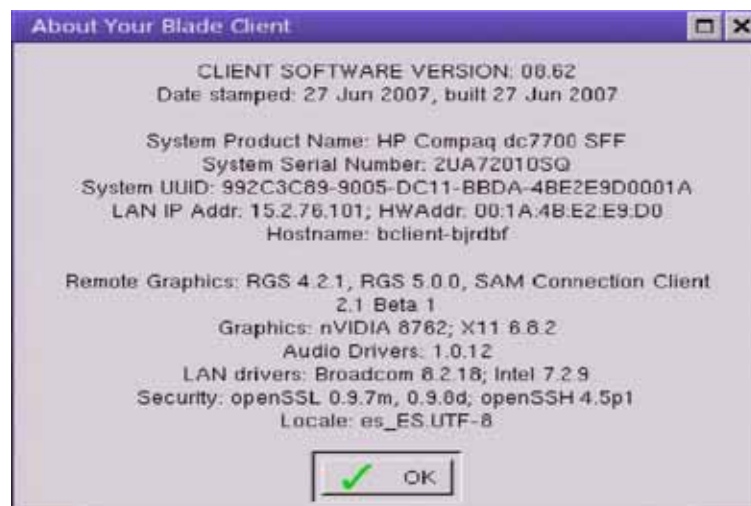 About Your Blade Client
CLIENT SOFTWARE VERSION: 08.62
Date stamped: 27 Jun 2007, built 27 Jun 2007
System Product Name: HP Compaq dc7700 SFF
System Serial Number: 2UA72010SQ
System UUID: 992C3C89-9005-DC11-BBDA-4BE2E9D0001A
LAN IP Addr: 15.2.76.101; HWAddr: 00:1A:4B:E2:E9:D0
Hostname: bclient-bjrdbf
Remote Graphics: RGS 4.2.1, RGS 5.0.0, SAM Connection Client
2.1 Beta 1
Graphics: nVIDIA 8762; X11 6.8.2
Audio Drivers: 1.0.12
LAN drivers: Broadcom 8.2.18; Intel 7.2.9
Security: openSSL 0.9.7m, 0.9.8d; openSSH 4.5p1
Locale: es_ES.UTF-8
OK